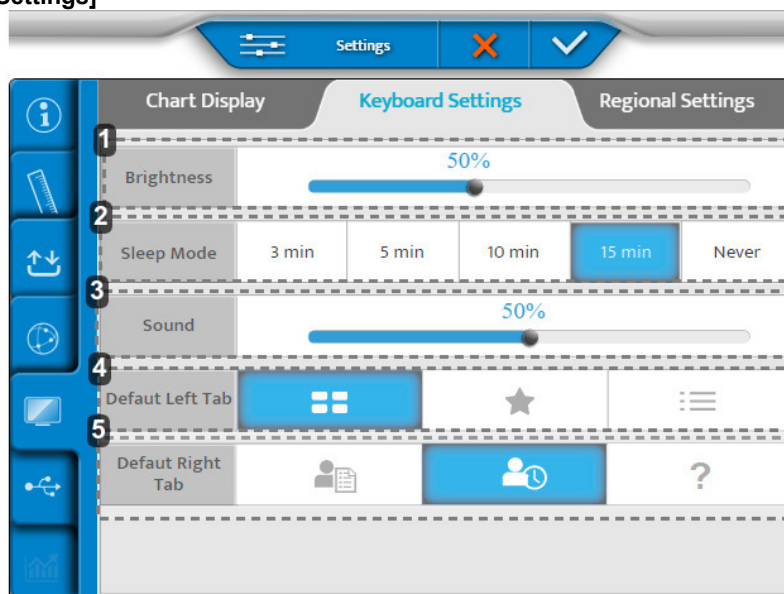 Settings]
Settings
Chart Display Keyboard Settings Regional Settings
1
Brightness 50%
2
Sleep Mode 3 min 5 min 10 min 15 min Never
3
Sound 50%
4
Defaut Left Tab
5
Defaut Right
Tab ?